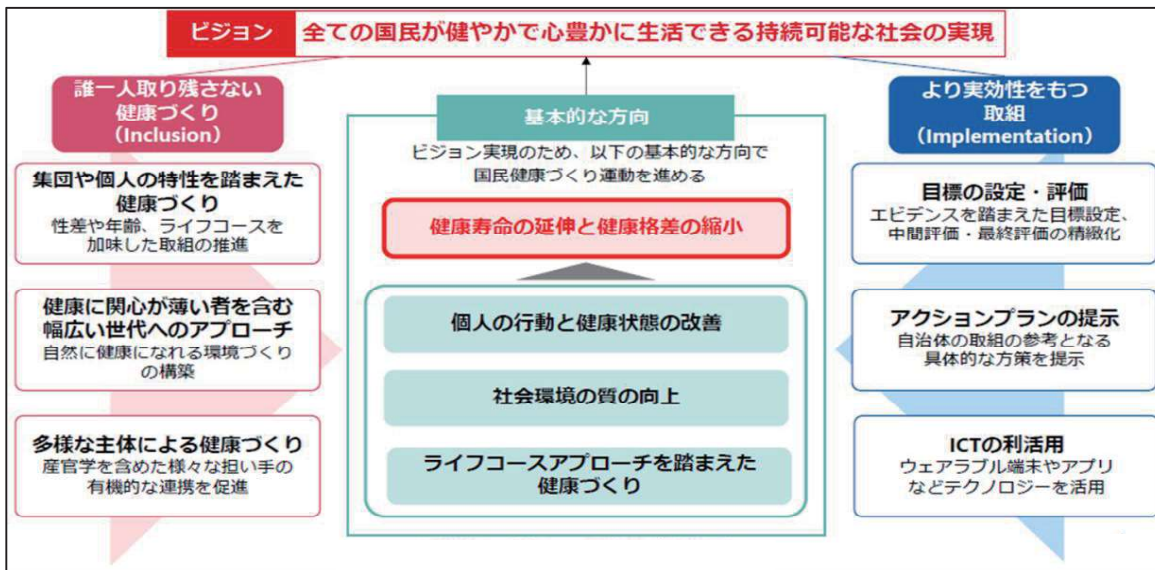 ビジョン 全ての国民が健やかで心豊かに生活できる持続可能な社会の実現
誰一人取り残さない
健康づくり
（Inclusion）
集団や個人の特性を踏まえた
健康づくり
性差や年齢、ライフコースを
加味した取組の推進
健康に関心が薄い者を含む
幅広い世代へのアプローチ
自然に健康になれる環境づくり
の構築
多様な主体による健康づくり
産官学を含めた様々な担い手の
有機的な連携を促進
基本的な方向
ビジョン実現のため、以下の基本的な方向で
国民健康づくり運動を進める
健康寿命の延伸と健康格差の縮小
個人の行動と健康状態の改善
社会環境の質の向上
ライフコースアプローチを踏まえた
健康づくり
より実効性をもつ
取組
（Implementation）
目標の設定・評価
エビデンスを踏まえた目標設定、
中間評価・最終評価の精緻化
アクションプランの提示
自治体の取組の参考となる
具体的な方策を提示
ICTの利活用
ウェアラブル端末やアプリ
などテクノロジーを活用